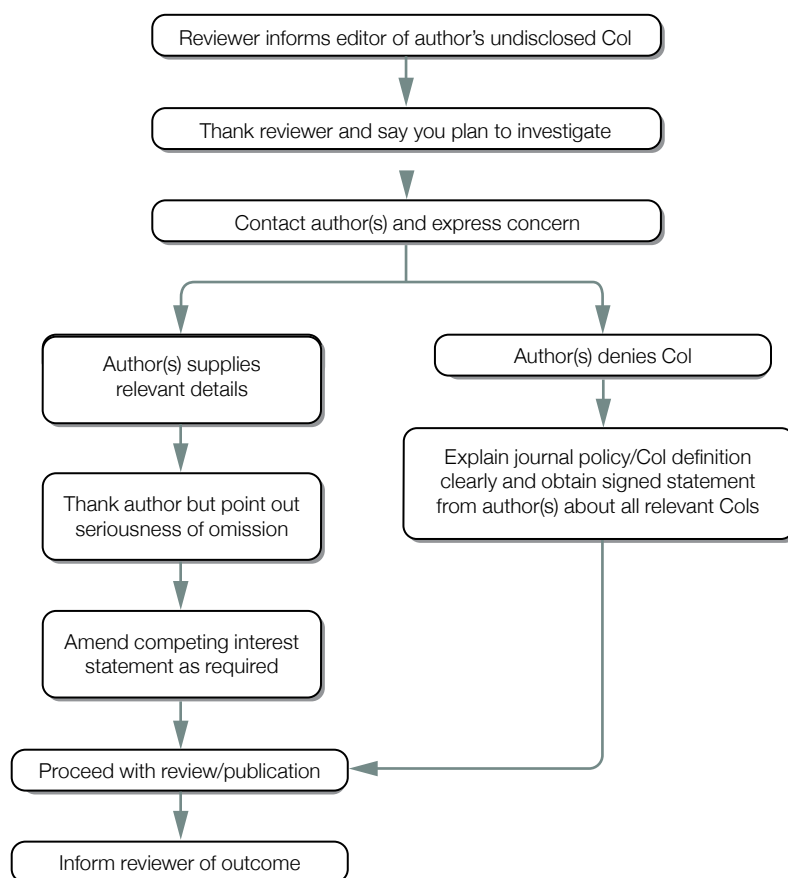 Reviewer informs editor of author’s undisclosed CoI
Thank reviewer and say you plan to investigate
Contact author(s) and express concern
Author(s) supplies
relevant details
Author(s) denies CoI
Thank author but point out
seriousness of omission
Explain journal policy/CoI definition
clearly and obtain signed statement
from author(s) about all relevant CoIs
Amend competing interest
statement as required
Proceed with review/publication
Inform reviewer of outcome